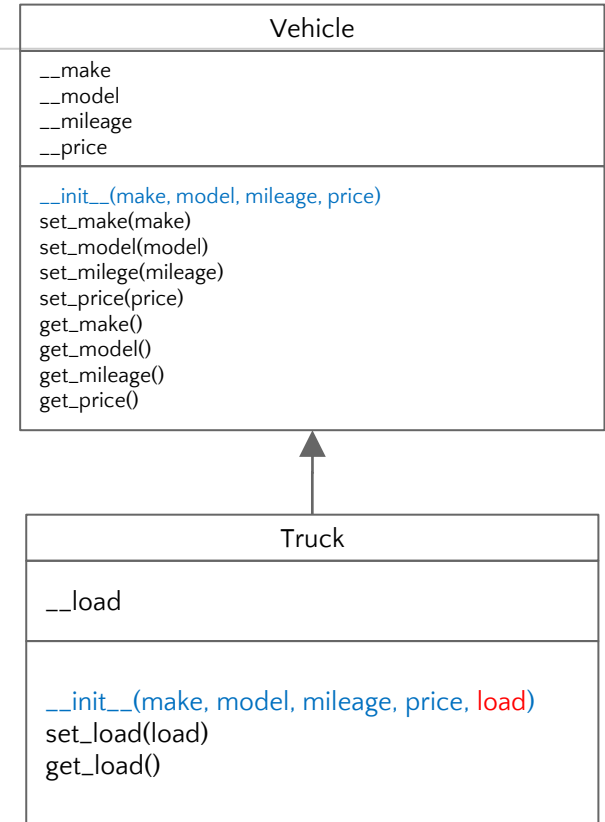 Vehicle
__make
__model
__mileage
__price
__init__(make, model, mileage, price)
set_make(make)
set_model(model)
set_milege(mileage)
set_price(price)
get_make()
get_model()
get_mileage()
get_price()
Truck
__load
__init__(make, model, mileage, price, load)
set_load(load)
get_load()